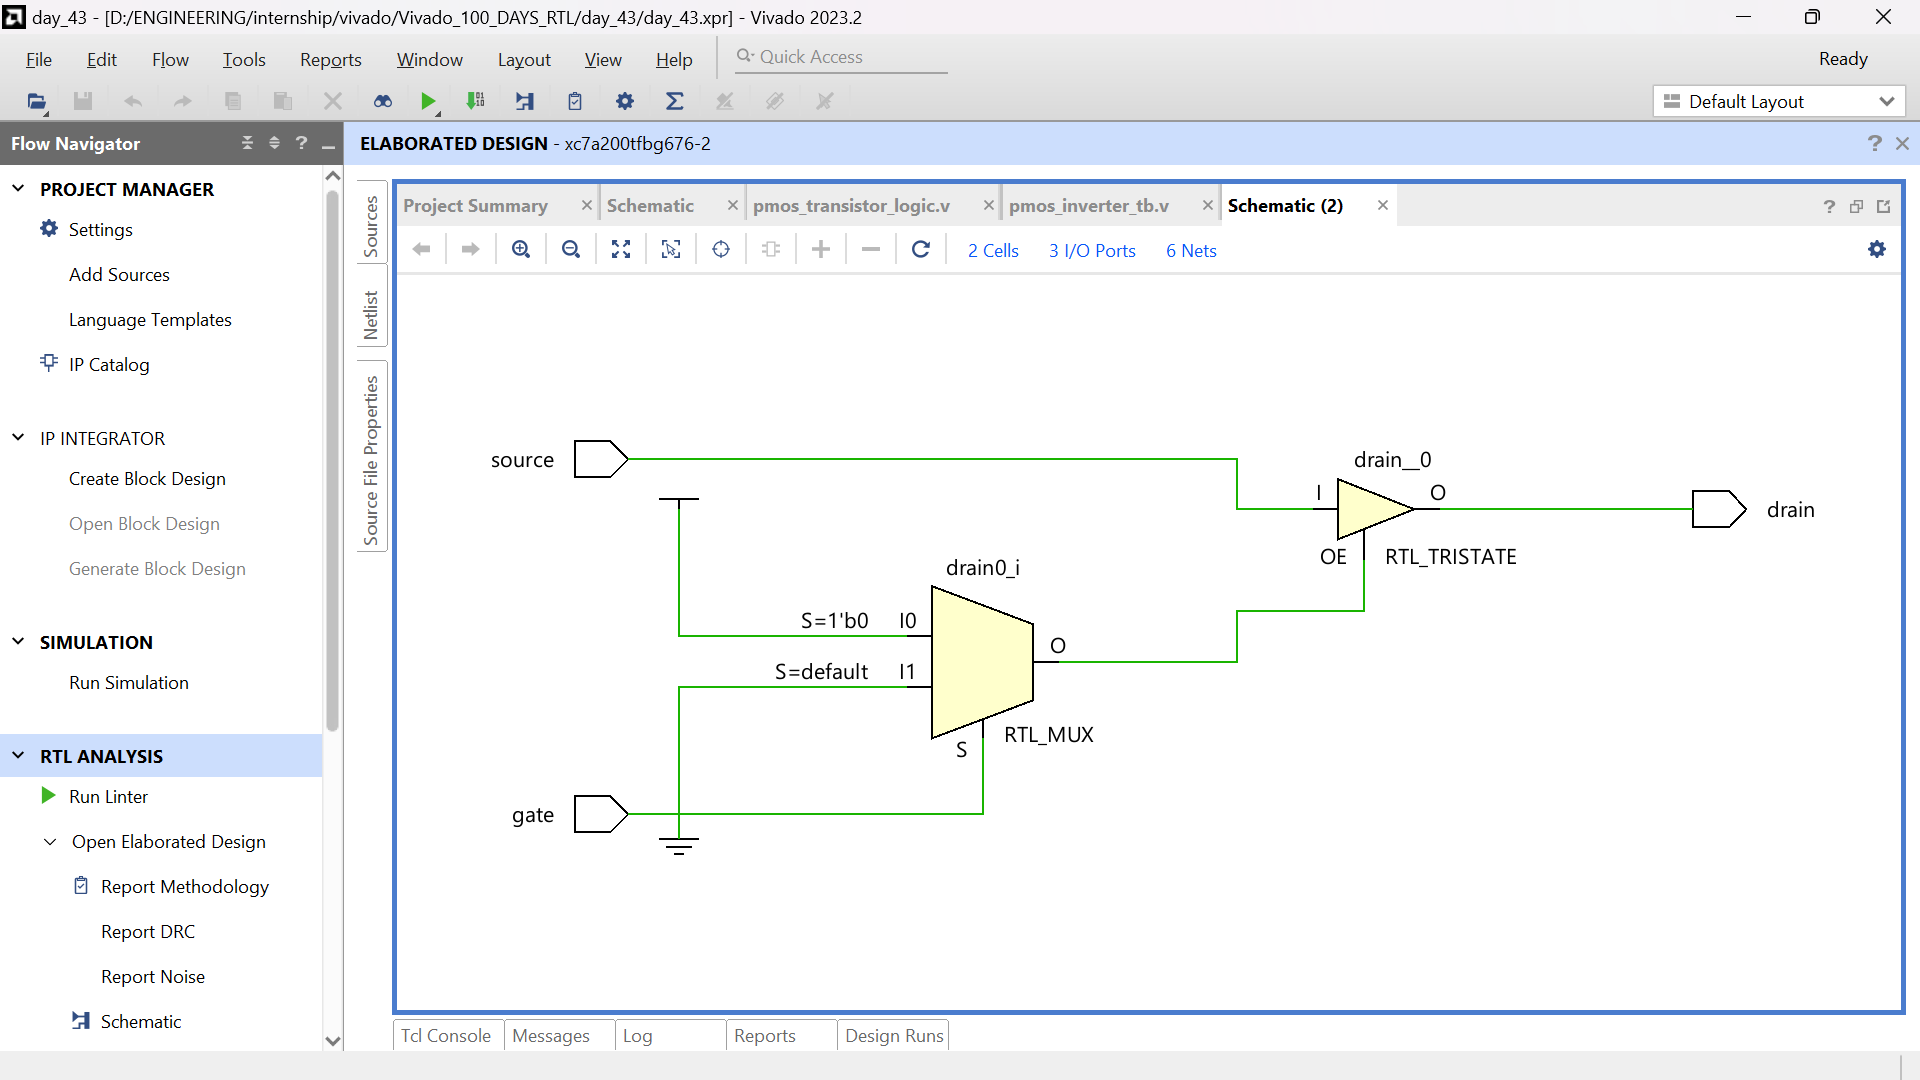 day_43 - [D:/ENGINEERING/internship/vivado/Vivado_100_DAYS_RTL/day_43/day_43.xpr] - Vivado 2023.2
File Edit Flow Tools Reports Window Layout View Help Quick Access Ready
Default Layout
Flow Navigator
ELABORATED DESIGN - xc7a200tfbg676-2
PROJECT MANAGER
Settings
Add Sources
Language Templates
IP Catalog
IP INTEGRATOR
Create Block Design
Open Block Design
Generate Block Design
SIMULATION
Run Simulation
RTL ANALYSIS
Run Linter
Open Elaborated Design
Report Methodology
Report DRC
Report Noise
Schematic
Sources
Netlist
Source File Properties
Project Summary Schematic pmos_transistor_logic.v pmos_inverter_tb.v Schematic (2)
2 Cells 3 I/O Ports 6 Nets
source
drain__0
I O
drain
OE RTL_TRISTATE
drain0_i
S=1'b0 I0
O
S=default I1
S RTL_MUX
gate
Tcl Console Messages Log Reports Design Runs